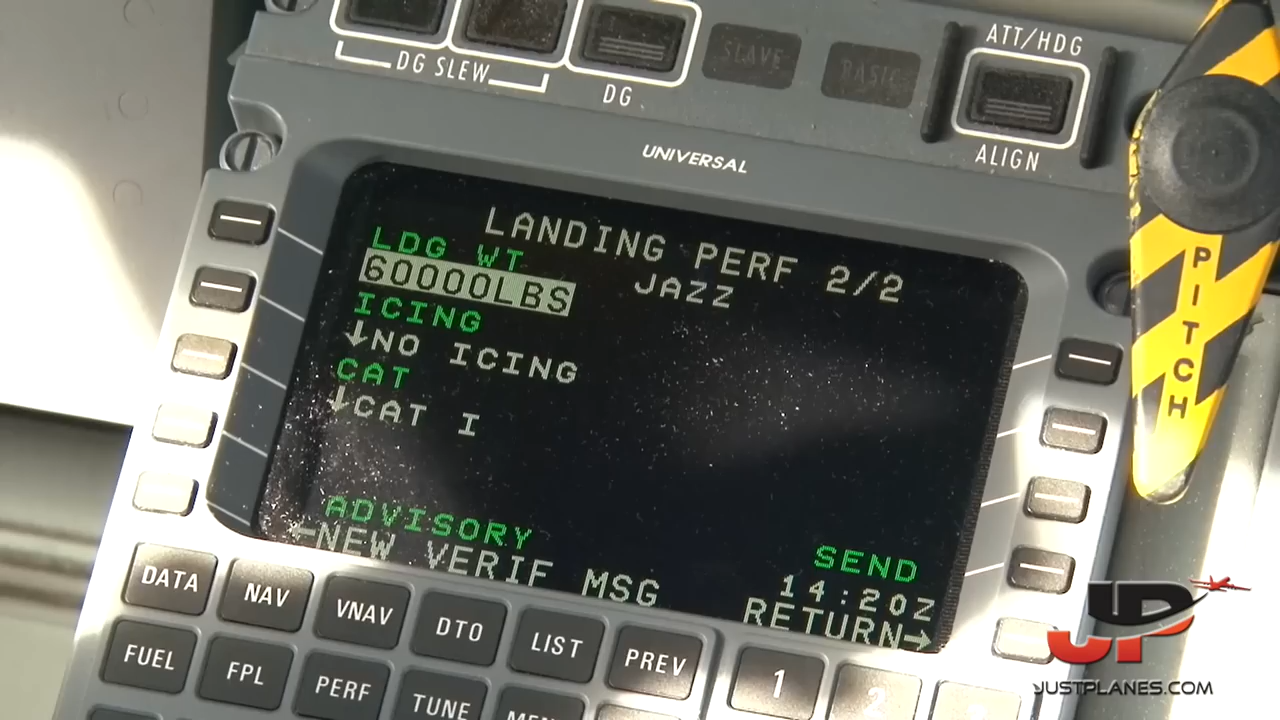 ATT/HDG
DG SLEW
DG
SLAVE
BASIC
ALIGN
UNIVERSAL
LANDING PERF 2/2
LDG WT
JAZZ
60000LBS
ICING
↓NO ICING
CAT
↓CAT I
ADVISORY
SEND
←NEW VERIF MSG
14:20Z
RETURN→
PITCH
DATA NAV VNAV DTO LIST PREV 1 2
FUEL FPL PERF TUNE
JP
JUSTPLANES.COM